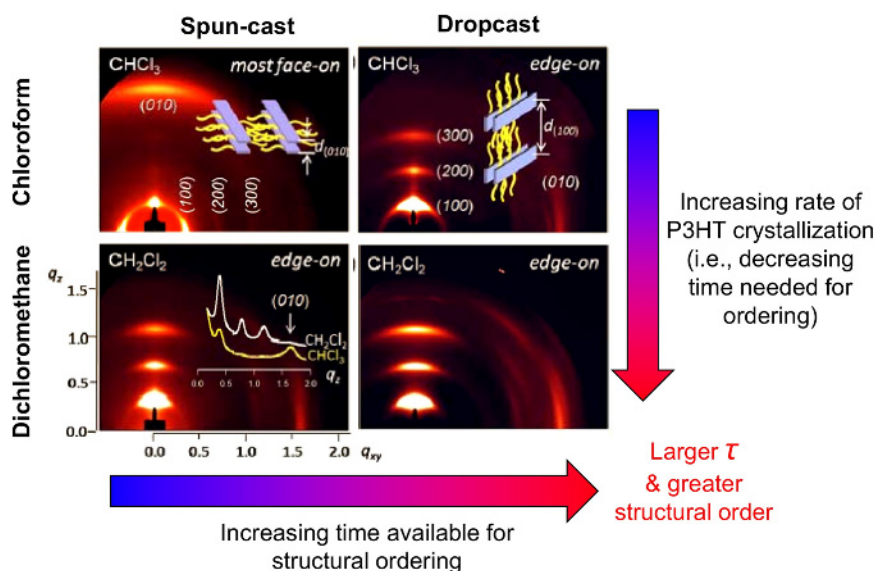 Spun-cast
Dropcast
Chloroform
CHCl₃
most face-on
(010)
d(010)
(100)
(200)
(300)
CHCl₃
edge-on
(300)
(200)
(100)
d(100)
(010)
Increasing rate of
P3HT crystallization
(i.e., decreasing
time needed for
ordering)
Dichloromethane
CH₂Cl₂
edge-on
qz
1.5
1.0
0.5
0.0
(010)
CH₂Cl₂
CHCl₃
0.0 0.5 1.0 1.5 2.0
qz
0.0 0.5 1.0 1.5 2.0
qxy
CH₂Cl₂
edge-on
Larger τ
& greater
structural order
Increasing time available for
structural ordering